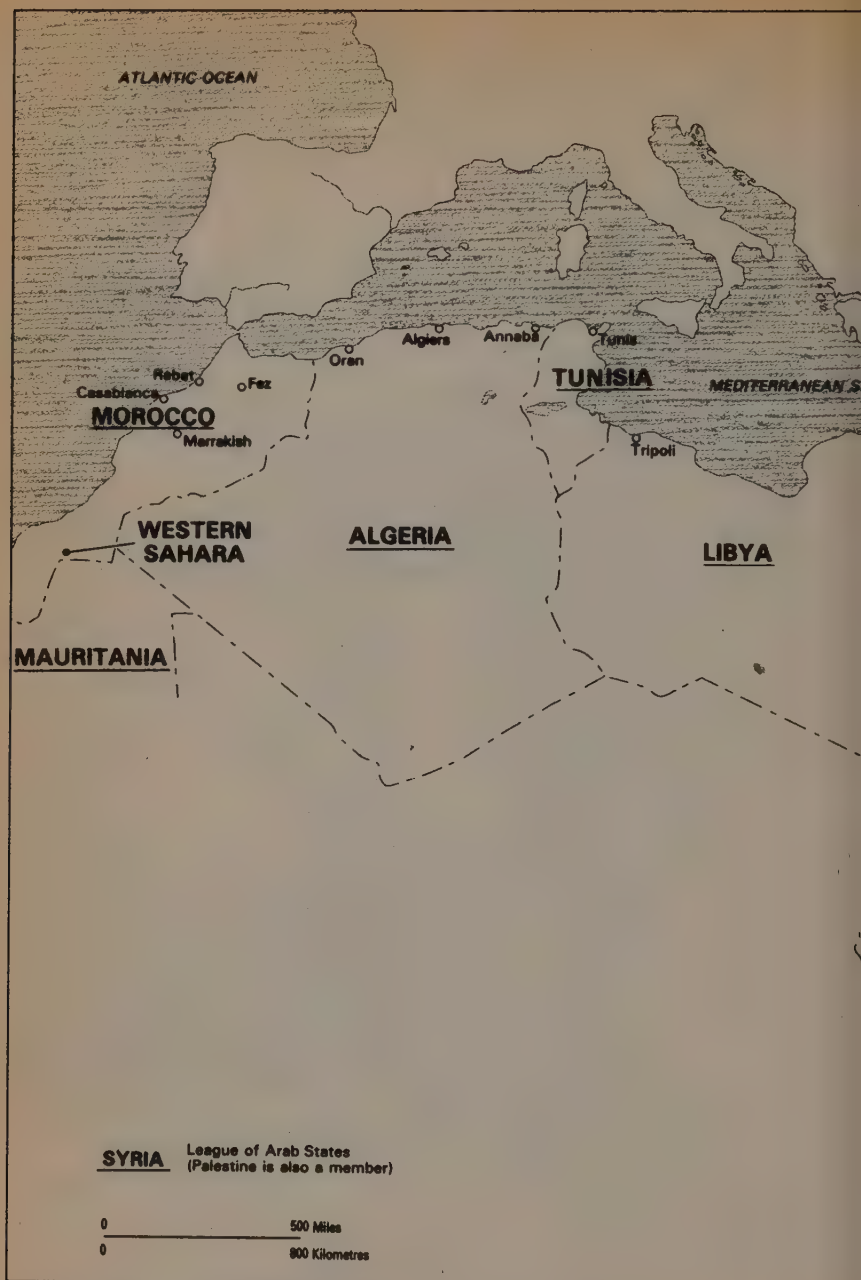 ATLANTIC OCEAN
Algiers
Annaba
Tunis
Oran
Rabat
Fez
Casablanca
TUNISIA
MEDITERRANEAN S
MOROCCO
Marrakish
Tripoli
WESTERN
SAHARA
ALGERIA
LIBYA
MAURITANIA
SYRIA League of Arab States
(Palestine is also a member)
0 500 Miles
0 800 Kilometres